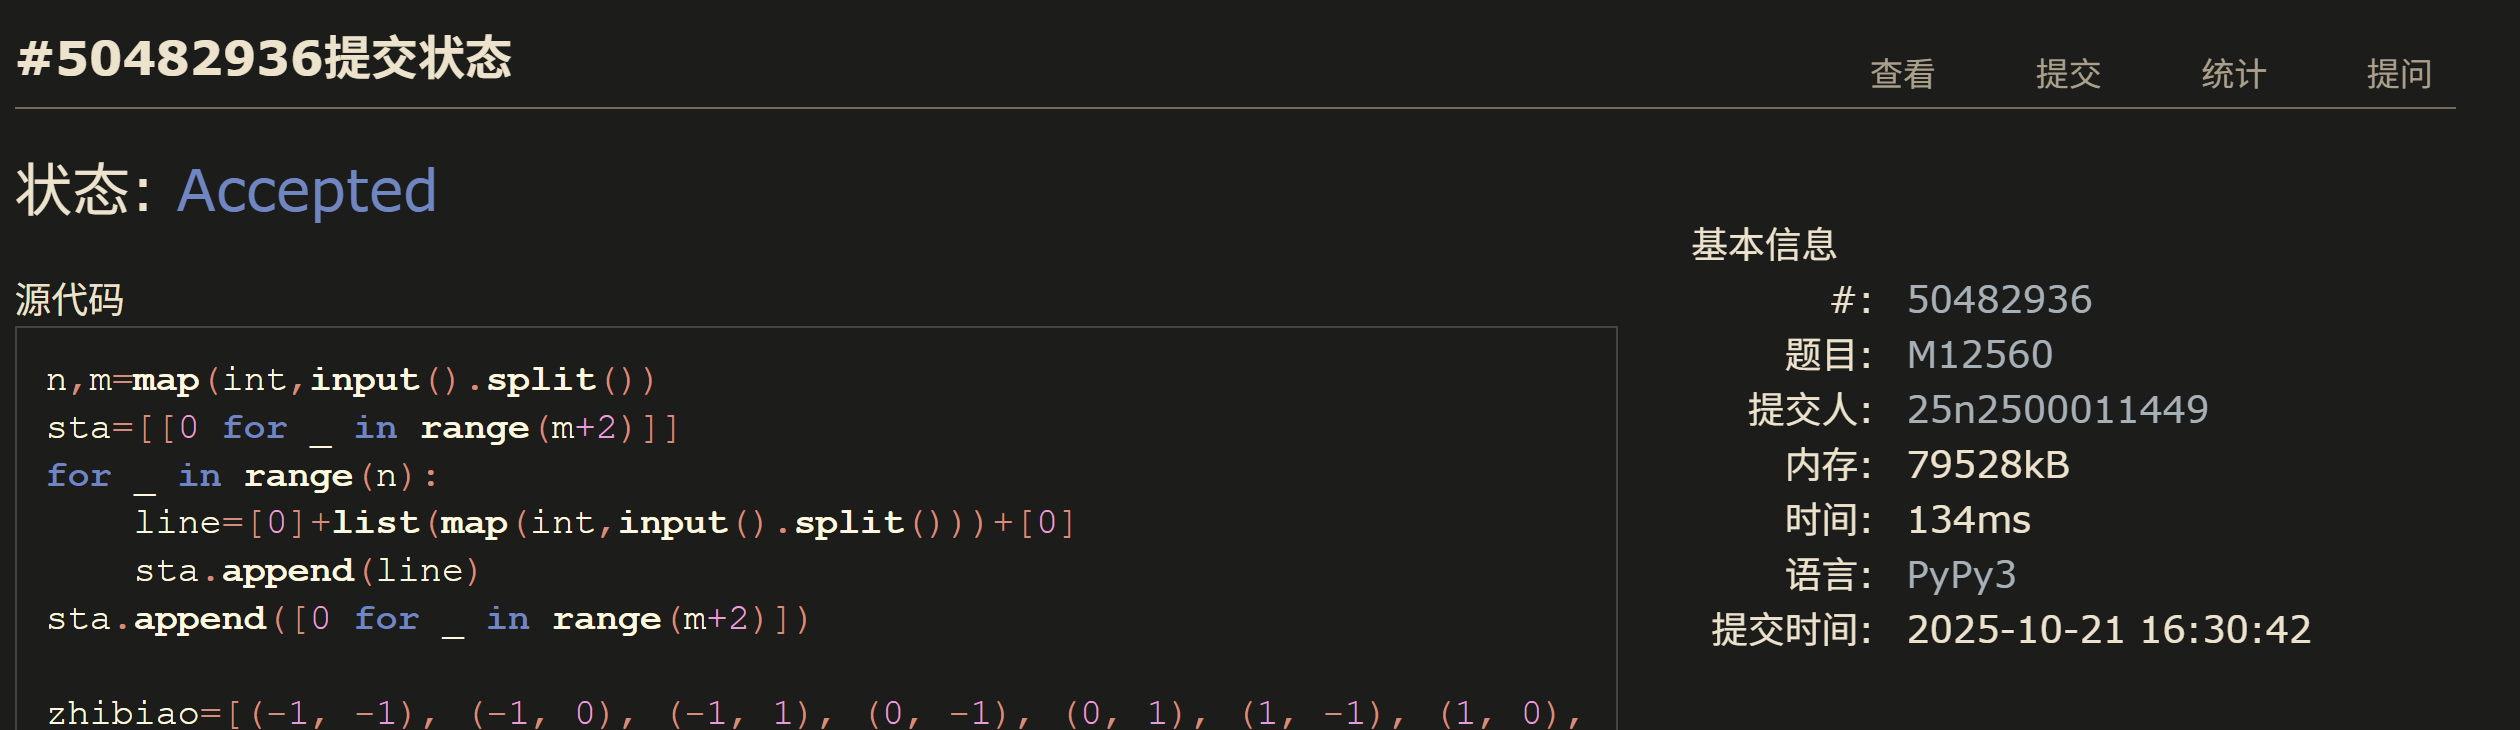 #50482936提交状态
查看 提交 统计 提问
状态: Accepted
源代码
n,m=map(int,input().split())
sta=[[0 for _ in range(m+2)]]
for _ in range(n):
    line=[0]+list(map(int,input().split()))+[0]
    sta.append(line)
sta.append([0 for _ in range(m+2)])
zhibiao=[(-1, -1), (-1, 0), (-1, 1), (0, -1), (0, 1), (1, -1), (1, 0),
基本信息
#: 50482936
题目: M12560
提交人: 25n2500011449
内存: 79528kB
时间: 134ms
语言: PyPy3
提交时间: 2025-10-21 16:30:42